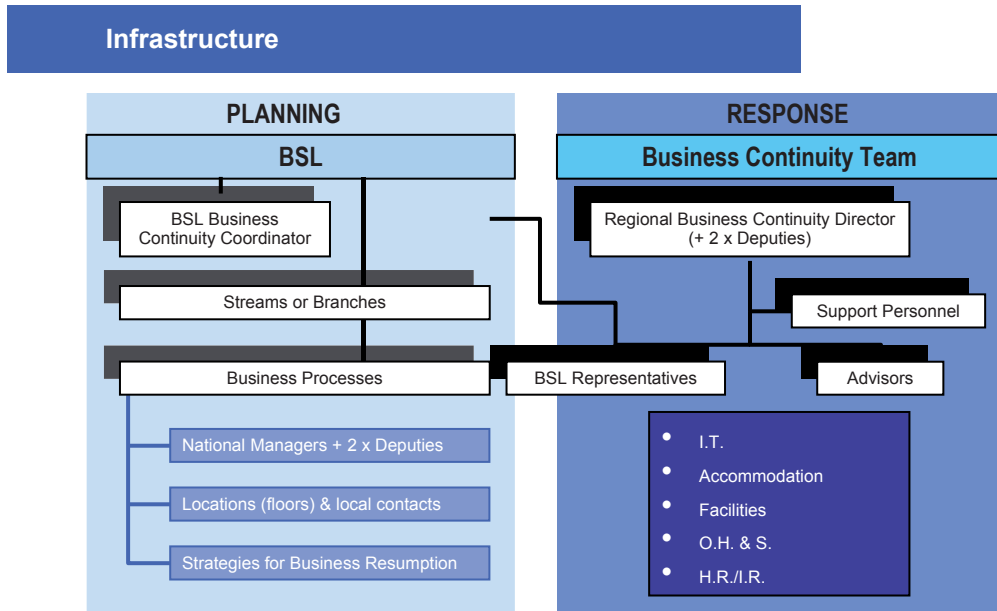 Infrastructure
PLANNING
BSL
BSL Business
Continuity Coordinator
Streams or Branches
Business Processes
National Managers + 2 x Deputies
Locations (floors) & local contacts
Strategies for Business Resumption
RESPONSE
Business Continuity Team
Regional Business Continuity Director
(+ 2 x Deputies)
Support Personnel
BSL Representatives
Advisors
• I.T.
• Accommodation
• Facilities
• O.H. & S.
• H.R./I.R.